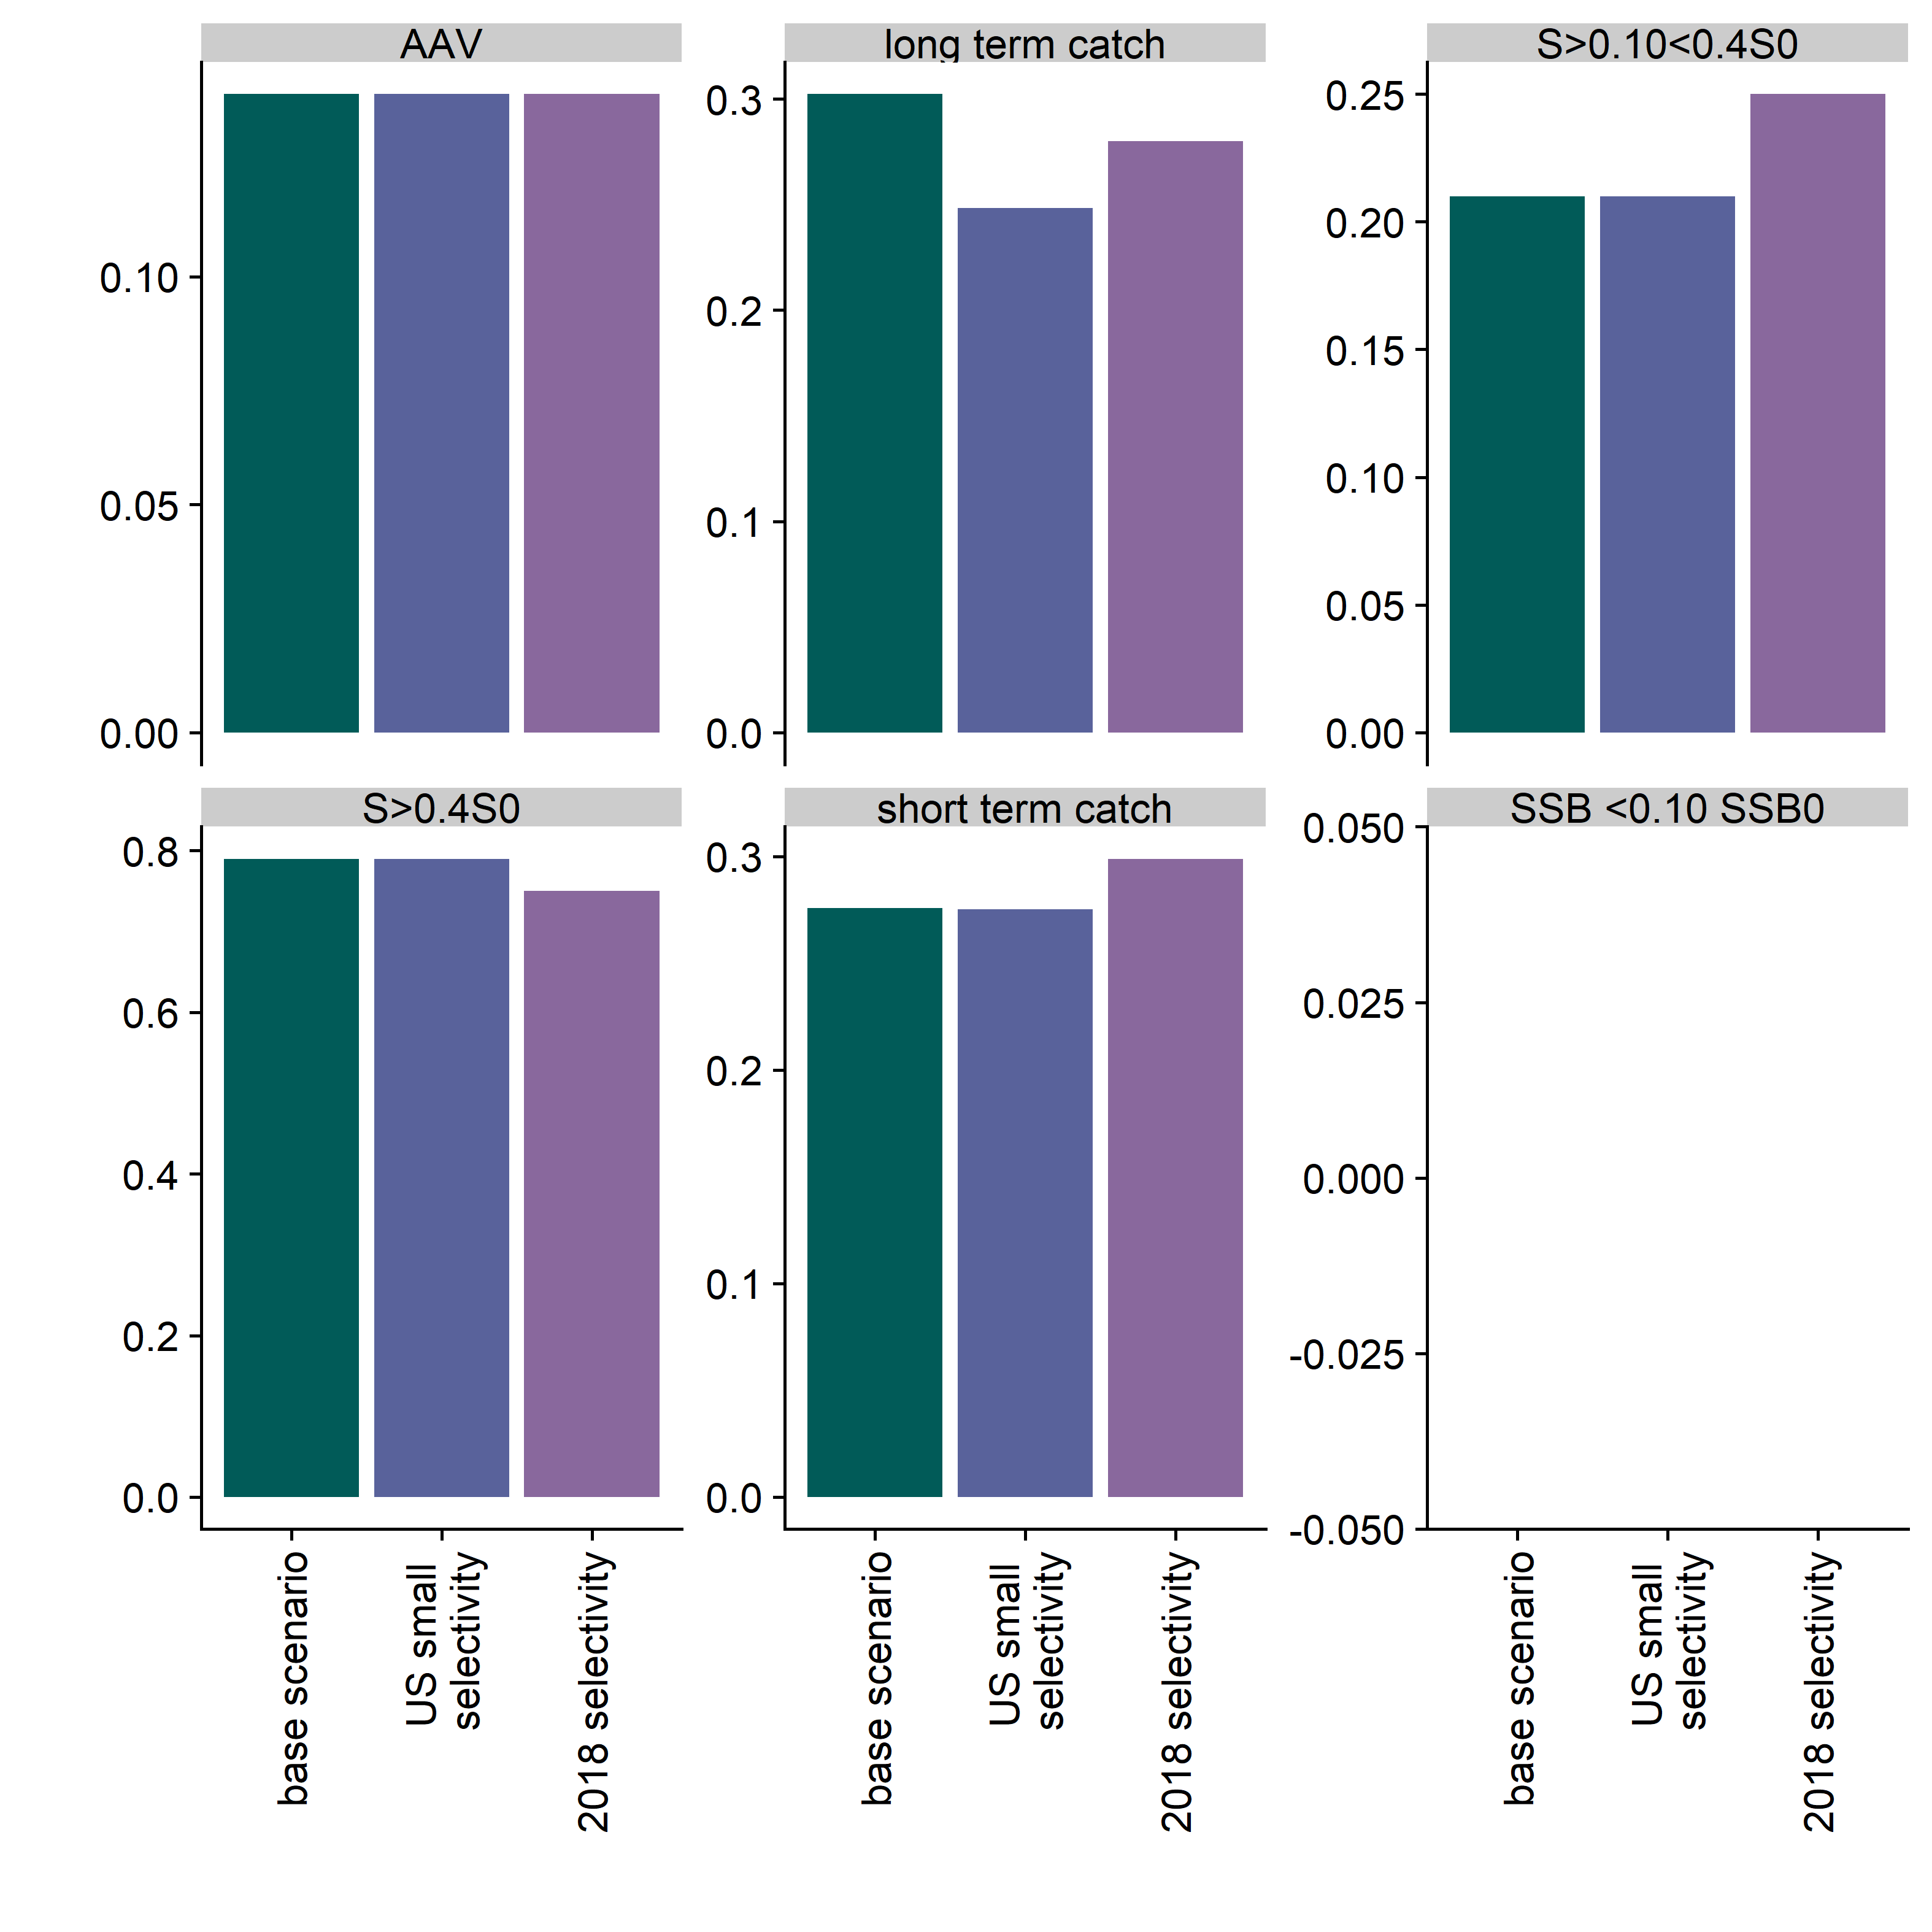 AAV
long term catch
S>0.10<0.4S0
0.10
0.05
0.00
0.3
0.2
0.1
0.0
0.25
0.20
0.15
0.10
0.05
0.00
S>0.4S0
short term catch
SSB <0.10 SSB0
0.8
0.6
0.4
0.2
0.0
0.3
0.2
0.1
0.0
0.050
0.025
0.000
-0.025
-0.050
base scenario
US small
selectivity
2018 selectivity
base scenario
US small
selectivity
2018 selectivity
base scenario
US small
selectivity
2018 selectivity